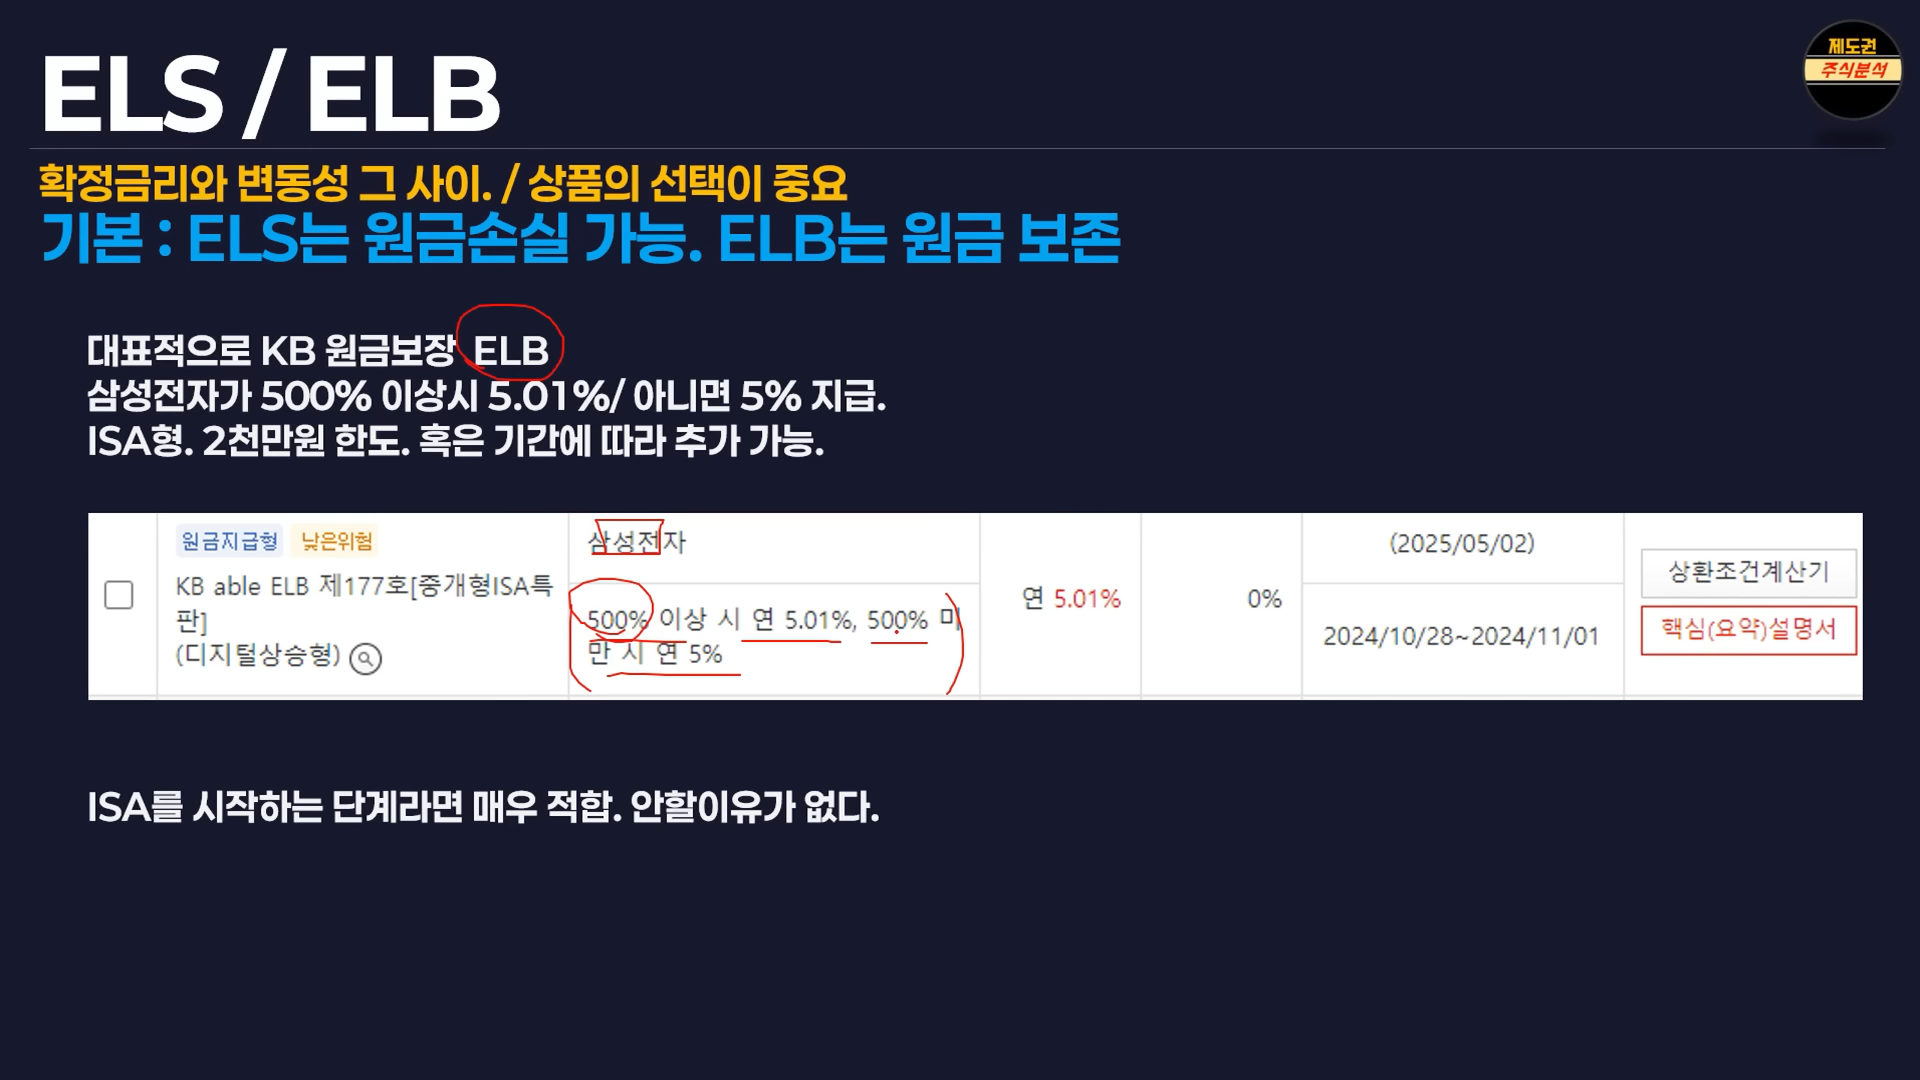 ELS / ELB
제도권
주식분석
확정금리와 변동성 그 사이. / 상품의 선택이 중요
기본 : ELS는 원금손실 가능. ELB는 원금 보존
대표적으로 KB 원금보장 ELB
삼성전자가 500% 이상시 5.01%/ 아니면 5% 지급.
ISA형. 2천만원 한도. 혹은 기간에 따라 추가 가능.
원금지급형 낮은위험
KB able ELB 제177호[중개형ISA특
판]
(디지털상승형)
삼성전자
500% 이상 시 연 5.01%, 500% 미
만 시 연 5%
연 5.01%
0%
(2025/05/02)
2024/10/28~2024/11/01
상환조건계산기
핵심(요약)설명서
ISA를 시작하는 단계라면 매우 적합. 안할이유가 없다.